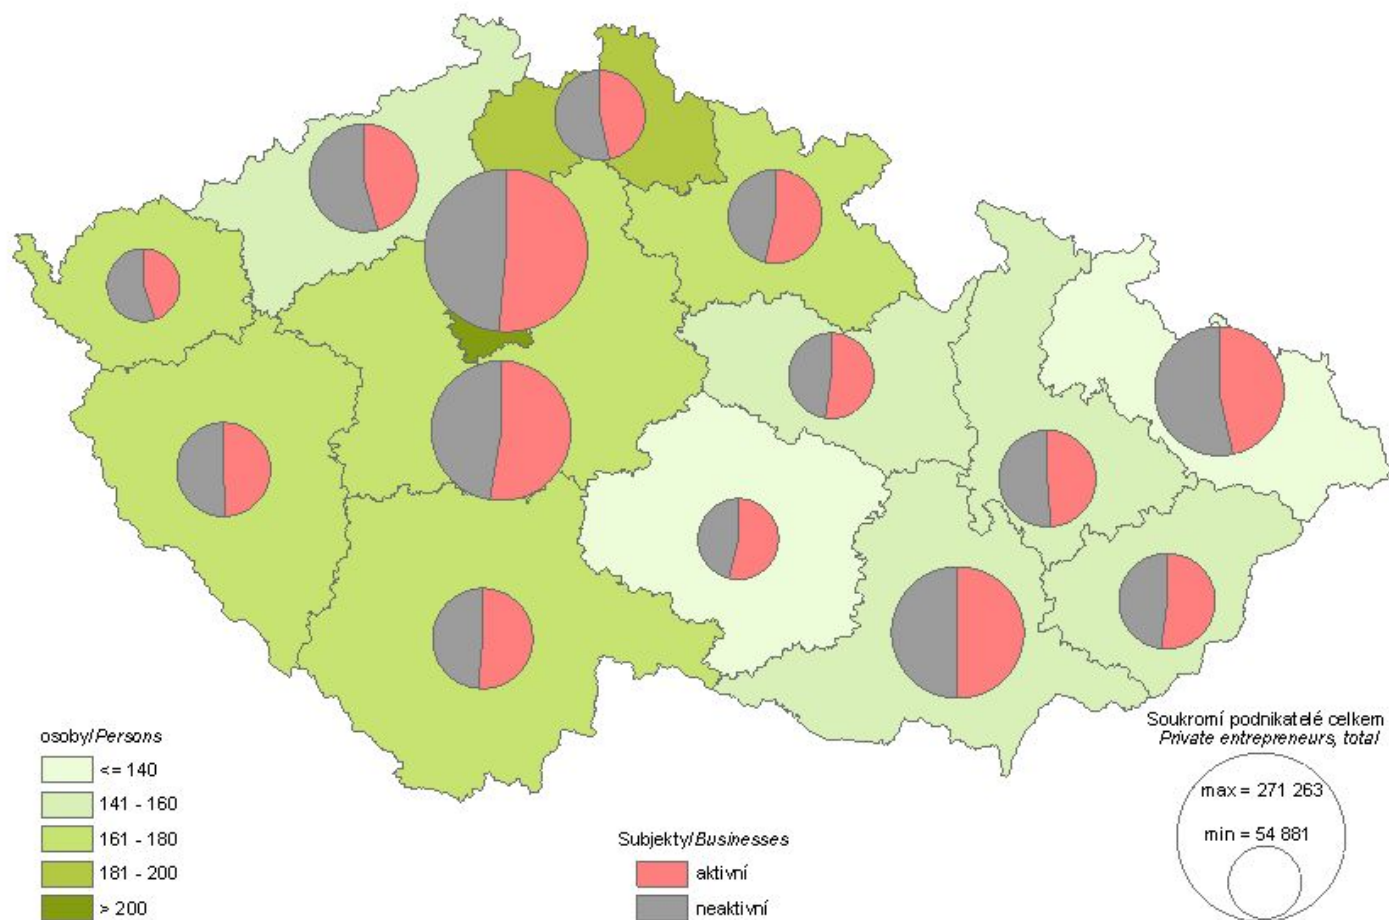 osoby/Persons
<= 140
141 - 160
161 - 180
181 - 200
> 200
Subjekty/Businesses
aktivní
neaktivní
Soukromí podnikatelé celkem
Private entrepreneurs, total
max = 271 263
min = 54 881